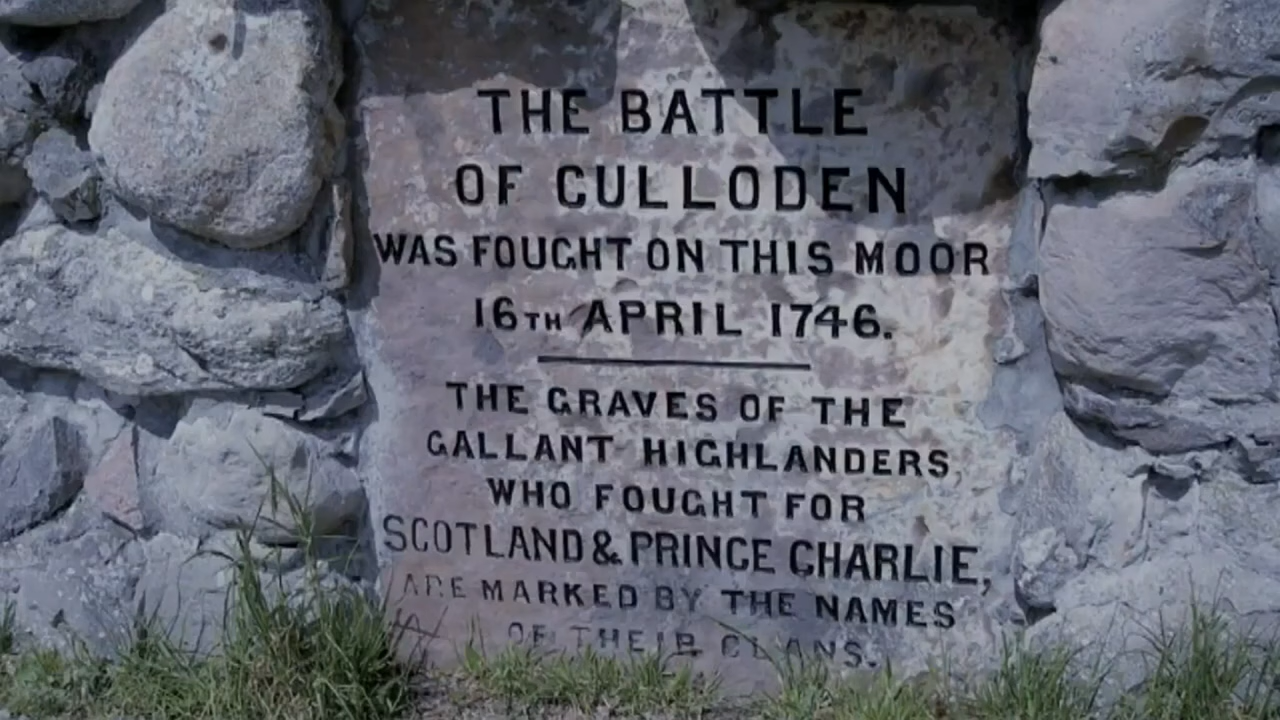 THE BATTLE
OF CULLODEN
WAS FOUGHT ON THIS MOOR
16TH APRIL 1746.
THE GRAVES OF THE
GALLANT HIGHLANDERS
WHO FOUGHT FOR
SCOTLAND & PRINCE CHARLIE,
ARE MARKED BY THE NAMES
OF THEIR CLANS.